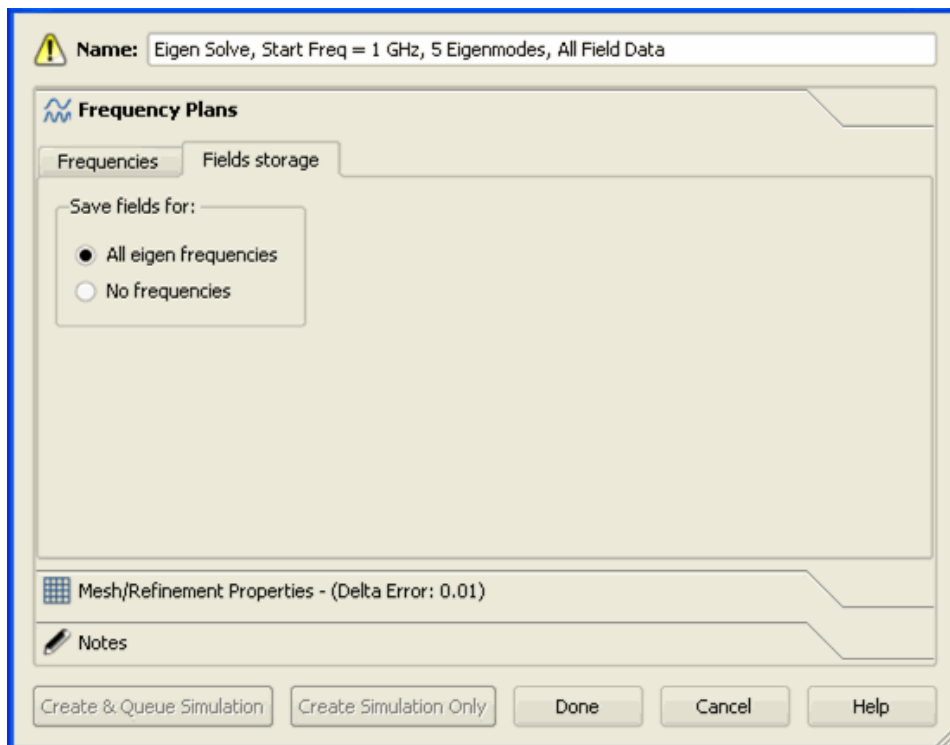 Name: Eigen Solve, Start Freq = 1 GHz, 5 Eigenmodes, All Field Data
Frequency Plans
Frequencies Fields storage
Save fields for:
All eigen frequencies
No frequencies
Mesh/Refinement Properties - (Delta Error: 0.01)
Notes
Create & Queue Simulation Create Simulation Only Done Cancel Help